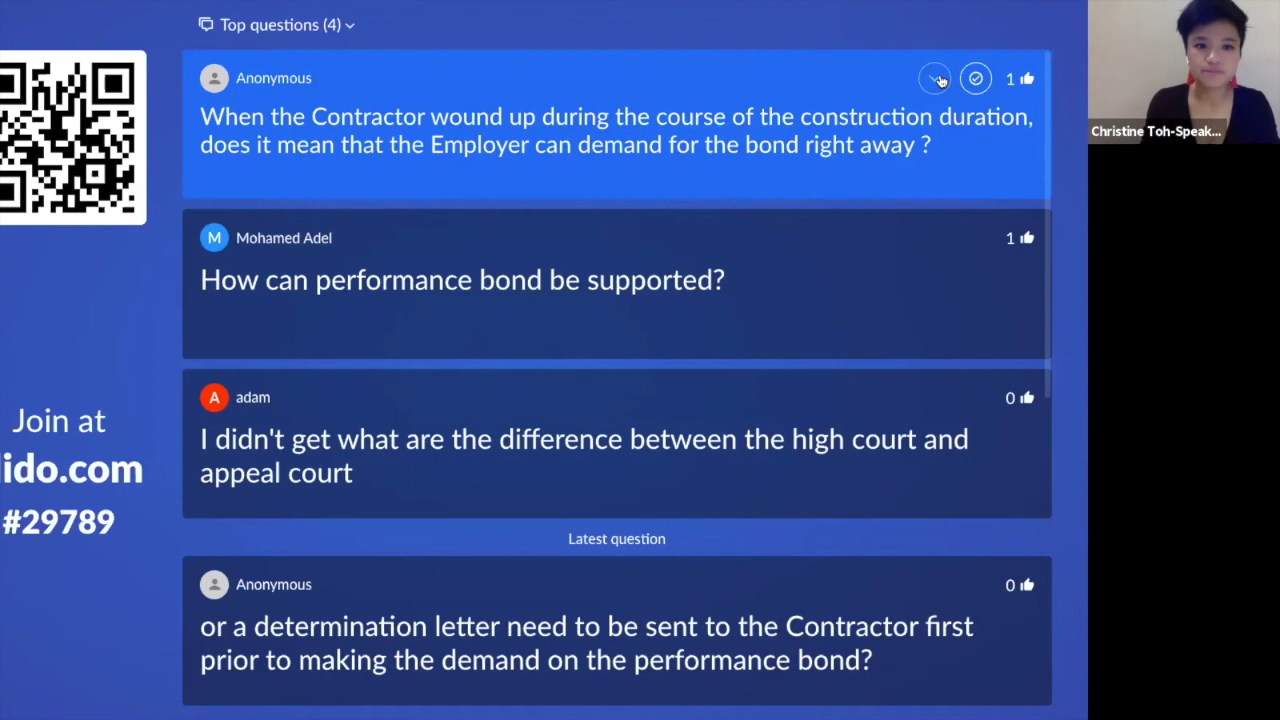 Top questions (4)
Anonymous
1
When the Contractor wound up during the course of the construction duration,
does it mean that the Employer can demand for the bond right away ?
M
Mohamed Adel
1
How can performance bond be supported?
A
adam
0
I didn't get what are the difference between the high court and
appeal court
Latest question
Anonymous
0
or a determination letter need to be sent to the Contractor first
prior to making the demand on the performance bond?
Join at
lido.com
#29789
Christine Toh-Speak...